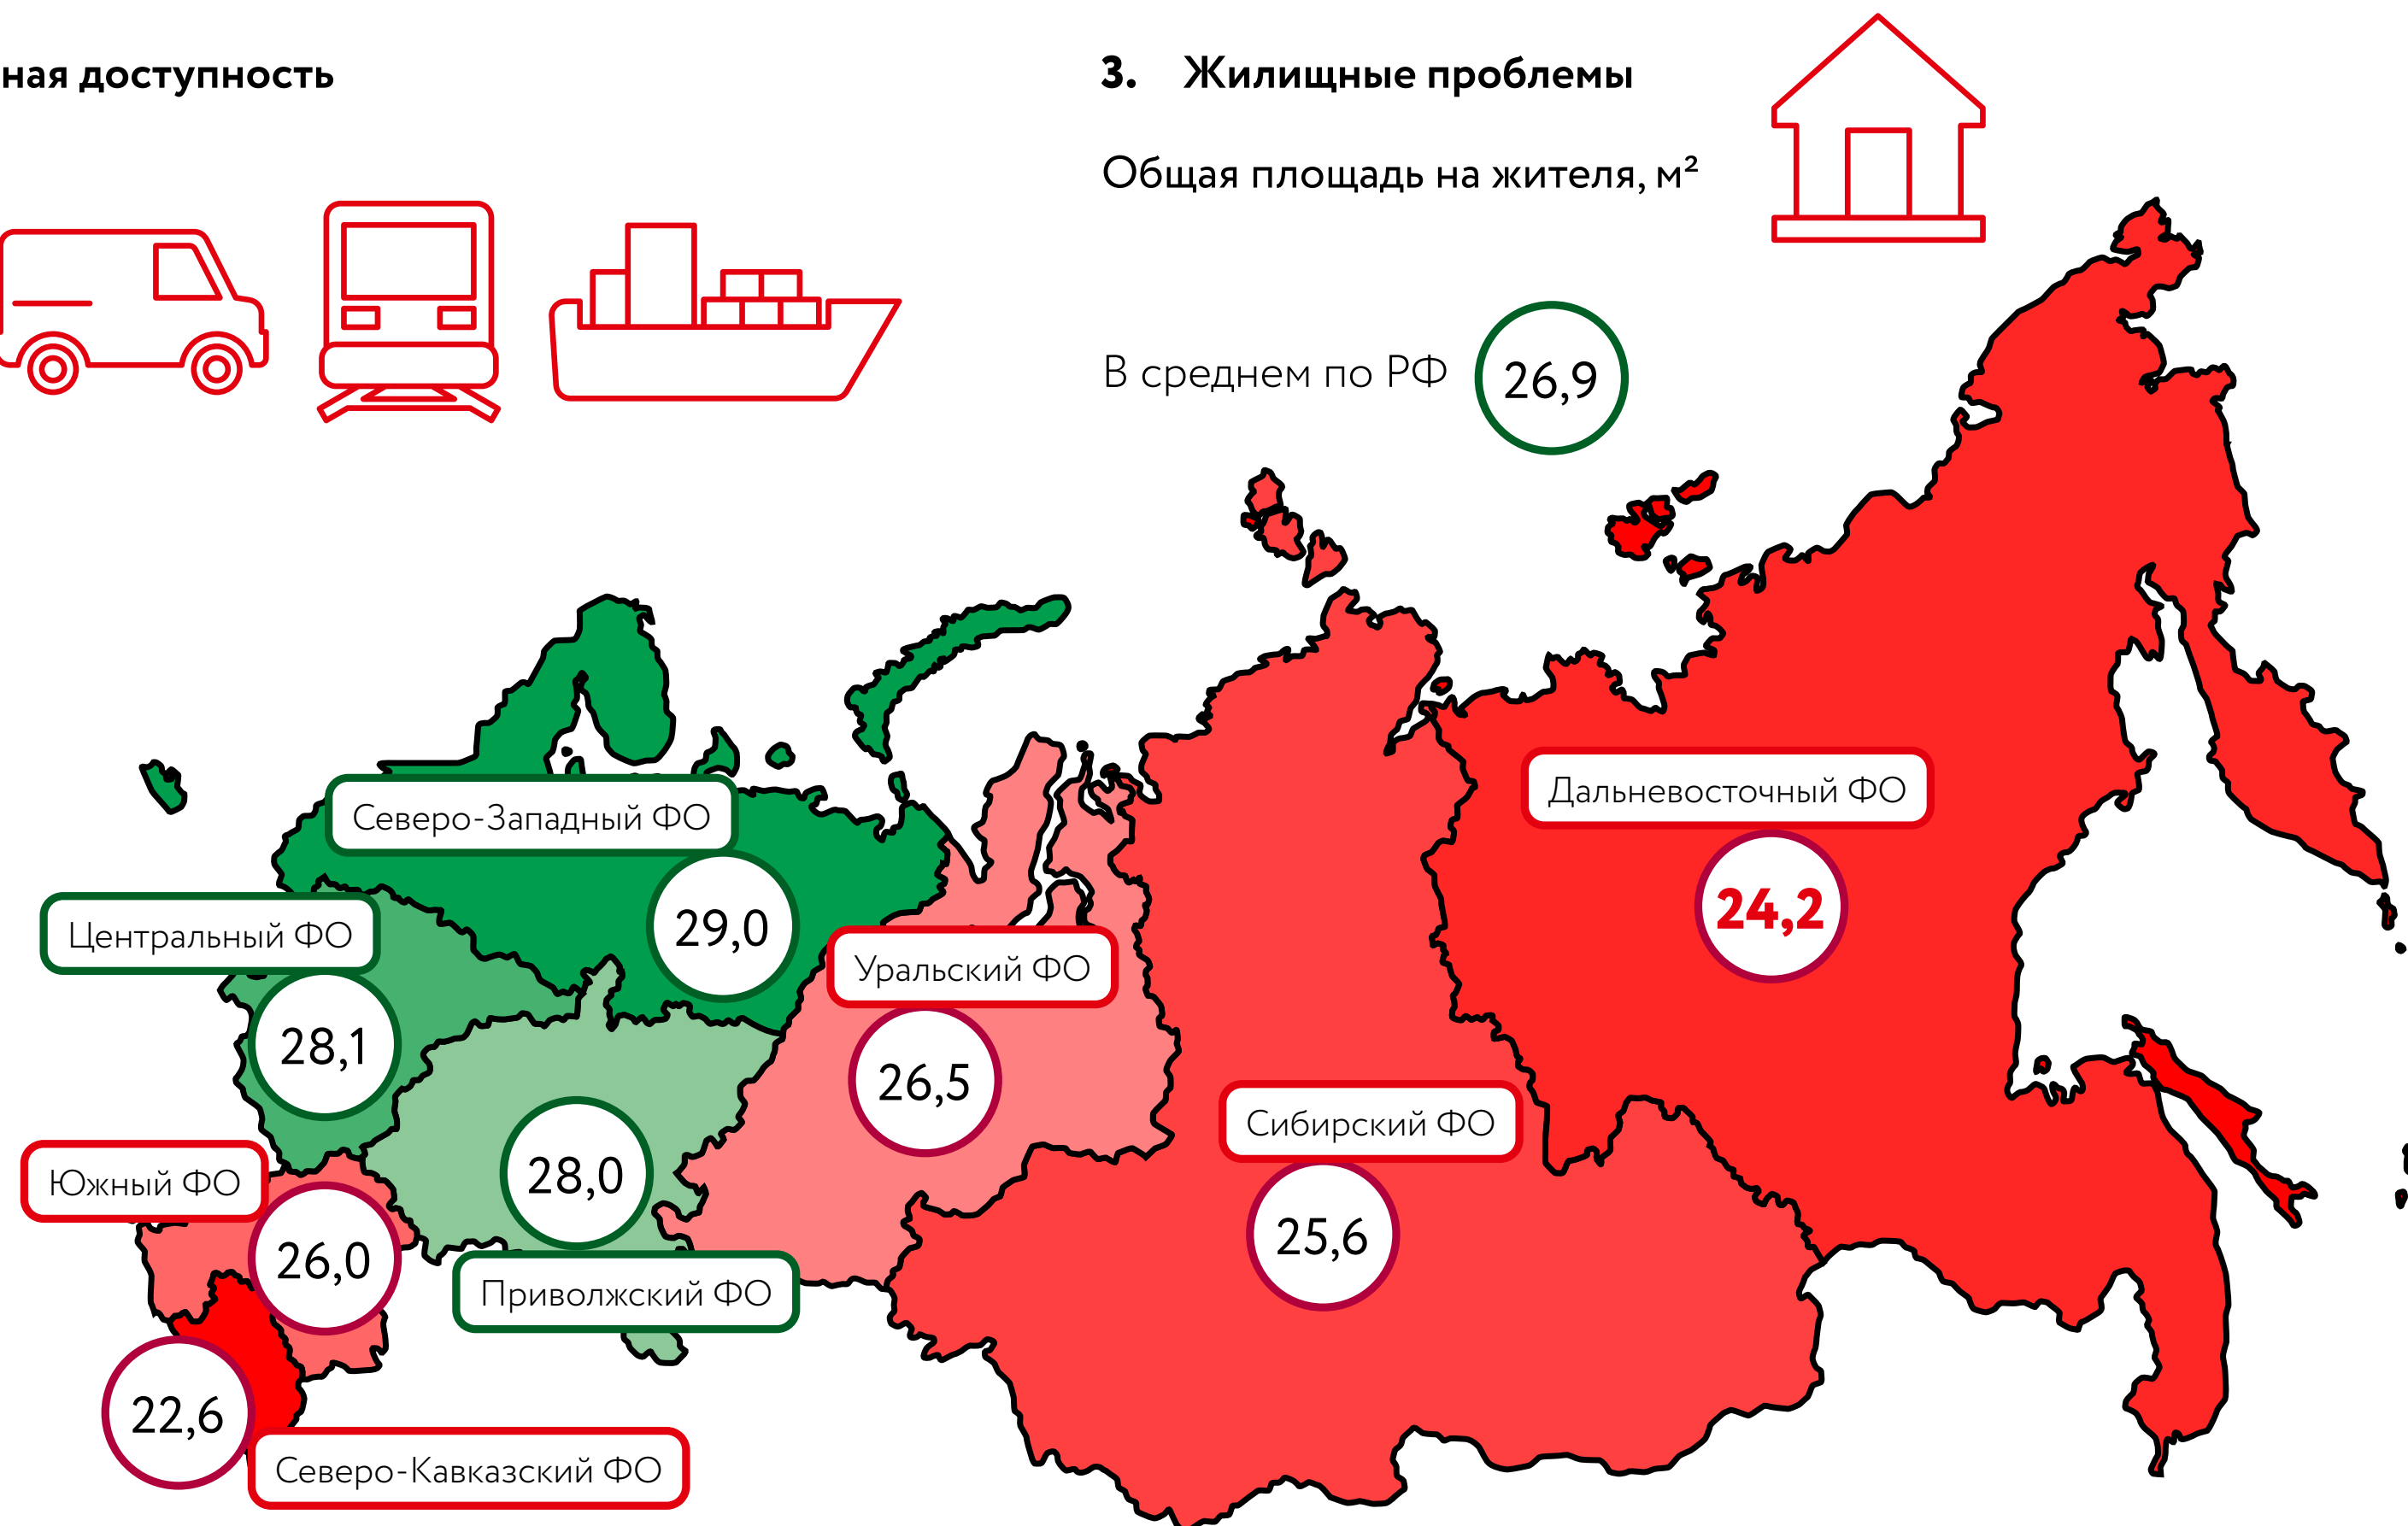 ная доступность
3. Жилищные проблемы
Общая площадь на жителя, м²
В среднем по РФ
26,9
Дальневосточный ФО
24,2
Северо-Западный ФО
29,0
Центральный ФО
28,1
Уральский ФО
26,5
Сибирский ФО
25,6
Южный ФО
26,0
28,0
Приволжский ФО
22,6
Северо-Кавказский ФО